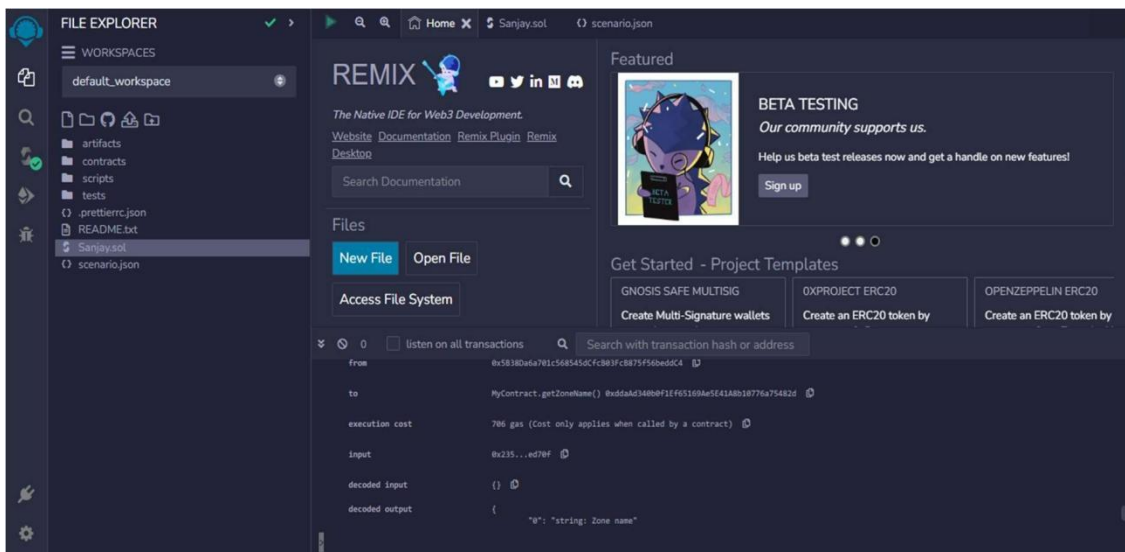 FILE EXPLORER
WORKSPACES
default_workspace
artifacts
contracts
scripts
tests
.prettierrc.json
README.txt
Sanjay.sol
scenario.json
Home Sanjay.sol scenario.json
REMIX
The Native IDE for Web3 Development.
Website Documentation Remix Plugin Remix
Desktop
Search Documentation
Files
New File Open File
Access File System
Featured
BETA
TESTER
BETA TESTING
Our community supports us.
Help us beta test releases now and get a handle on new features!
Sign up
Get Started - Project Templates
GNOSIS SAFE MULTISIG
Create Multi-Signature wallets
0XPROJECT ERC20
Create an ERC20 token by
OPENZEPPELIN ERC20
Create an ERC20 token by
0 listen on all transactions Search with transaction hash or address
from 0x5B38Da6a701c568545dCfcB03FcB875f56beddC4
to MyContract.getZoneName() 0xddaAd340b0f1Ef65169Ae5E41A8b10776a75482d
execution cost 706 gas (Cost only applies when called by a contract)
input 0x235...ed70f
decoded input {}
decoded output {
"0": "string: Zone name"